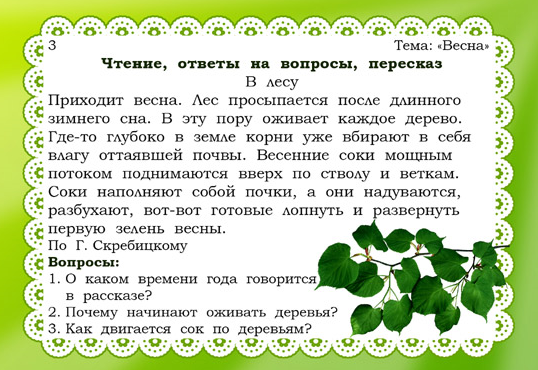 3 Тема: «Весна»
Чтение, ответы на вопросы, пересказ
В лесу
Приходит весна. Лес просыпается после длинного
зимнего сна. В эту пору оживает каждое дерево.
Где-то глубоко в земле корни уже вбирают в себя
влагу оттаявшей почвы. Весенние соки мощным
потоком поднимаются вверх по стволу и веткам.
Соки наполняют собой почки, а они надуваются,
разбухают, вот-вот готовые лопнуть и развернуть
первую зелень весны.
По Г. Скребицкому
Вопросы:
1. О каком времени года говорится
в рассказе?
2. Почему начинают оживать деревья?
3. Как двигается сок по деревьям?